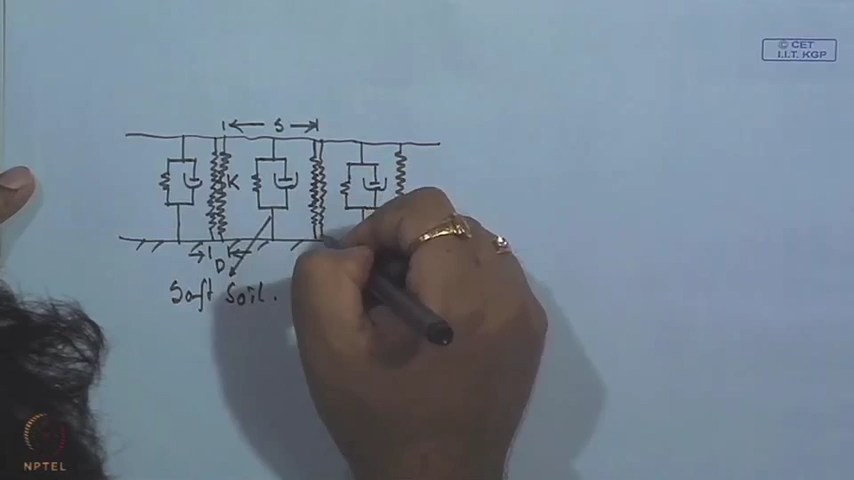 © CET
I.I.T. KGP
S
K
D
Soft Soil.
NPTEL